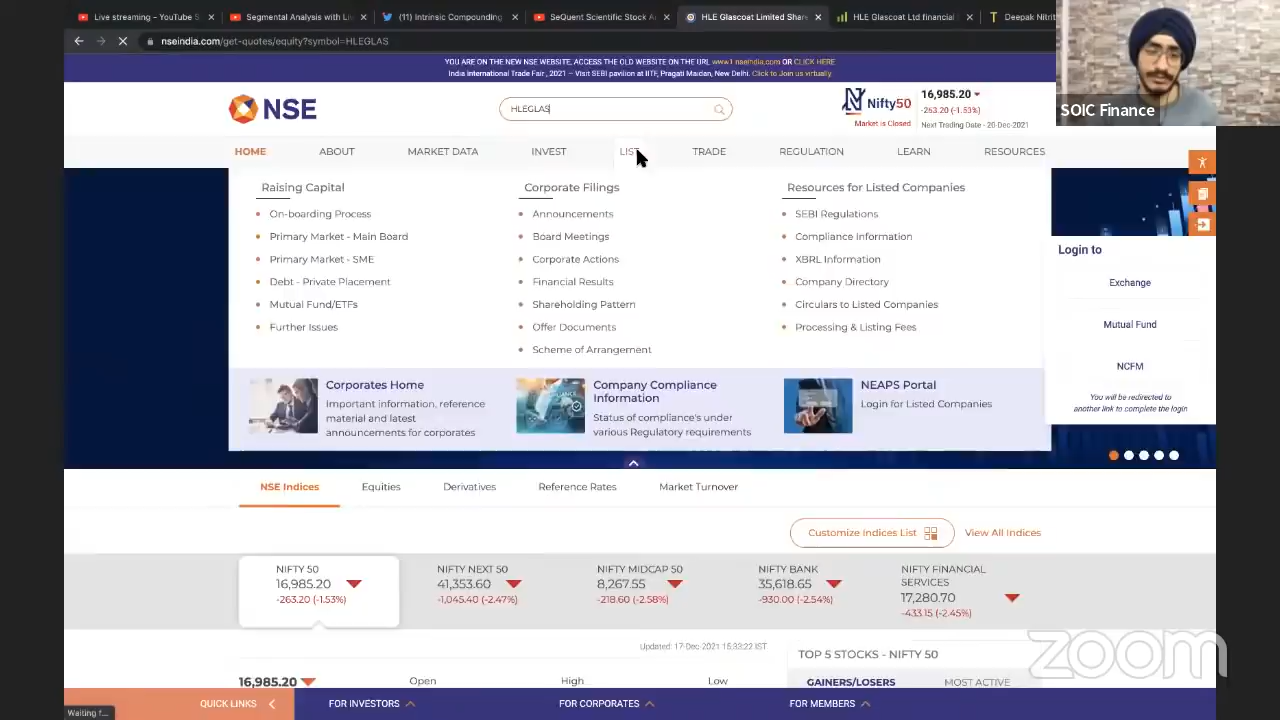 Live streaming - YouTube S
Segmental Analysis with Li
(11) Intrinsic Compounding
SeQuent Scientific Stock A
HLE Glascoat Limited Share
HLE Glascoat Ltd financial
Deepak Nitri
nseindia.com/get-quotes/equity?symbol=HLEGLAS
YOU ARE ON THE NEW NSE WEBSITE, ACCESS THE OLD WEBSITE ON THE URL www1.nseindia.com OR CLICK HERE
India International Trade Fair , 2021 – Visit SEBI pavilion at IITF, Pragati Maidan, New Delhi. Click to Join us virtually.
SOIC Finance
NSE
HLEGLAS
Nifty50
Market is Closed
16,985.20
-263.20 (-1.53%)
Next Trading Date - 20-Dec-2021
HOME ABOUT MARKET DATA INVEST LIST TRADE REGULATION LEARN RESOURCES
Raising Capital
On-boarding Process
Primary Market - Main Board
Primary Market - SME
Debt - Private Placement
Mutual Fund/ETFs
Further Issues
Corporate Filings
Announcements
Board Meetings
Corporate Actions
Financial Results
Shareholding Pattern
Offer Documents
Scheme of Arrangement
Resources for Listed Companies
SEBI Regulations
Compliance Information
XBRL Information
Company Directory
Circulars to Listed Companies
Processing & Listing Fees
Login to
Exchange
Mutual Fund
NCFM
You will be redirected to
another link to complete the login
Corporates Home
Important information, reference
material and latest
announcements for corporates
Company Compliance
Information
Status of compliance's under
various Regulatory requirements
NEAPS Portal
Login for Listed Companies
NSE Indices Equities Derivatives Reference Rates Market Turnover
Customize Indices List View All Indices
NIFTY 50
16,985.20
-263.20 (-1.53%)
NIFTY NEXT 50
41,353.60
-1,045.40 (-2.47%)
NIFTY MIDCAP 50
8,267.55
-218.60 (-2.58%)
NIFTY BANK
35,618.65
-930.00 (-2.54%)
NIFTY FINANCIAL
SERVICES
17,280.70
-433.15 (-2.45%)
Updated: 17-Dec-2021 15:33:22 IST
TOP 5 STOCKS - NIFTY 50
16,985.20 Open High Low
GAINERS/LOSERS MOST ACTIVE
zoom
QUICK LINKS FOR INVESTORS FOR CORPORATES FOR MEMBERS
Waiting f...